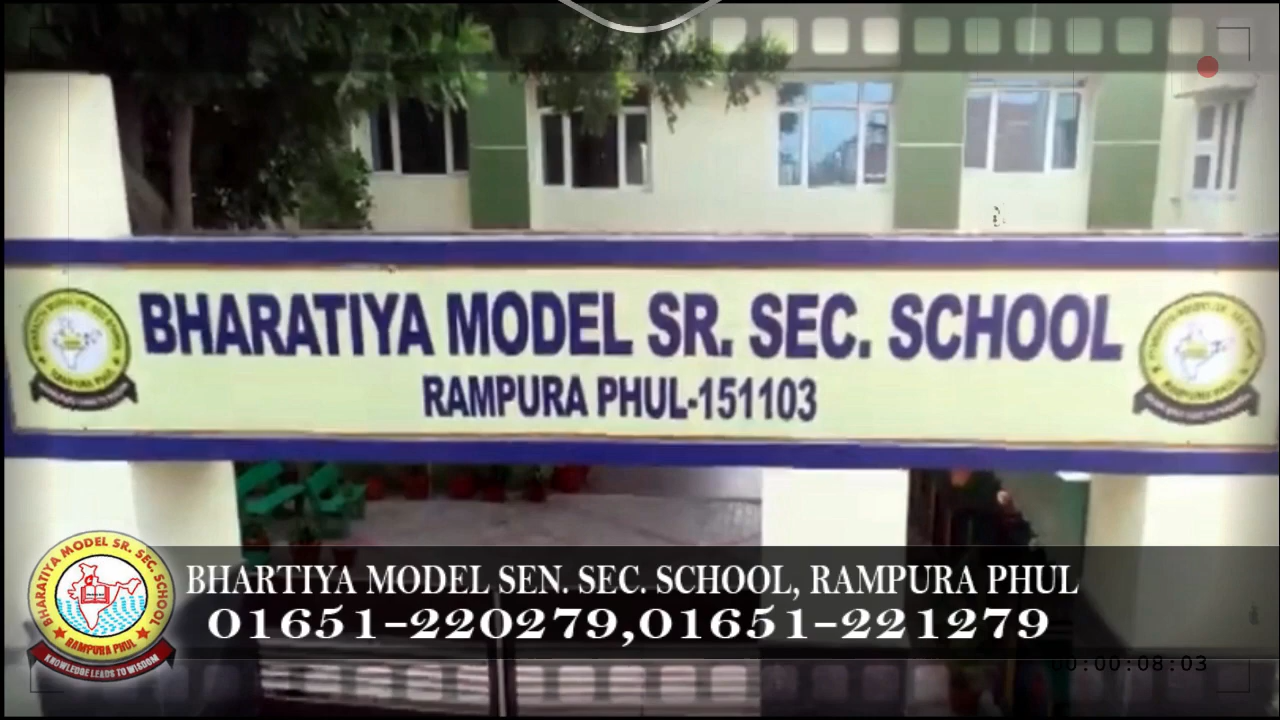 BHARATIYA MODEL SR. SEC. SCHOOL
RAMPURA PHUL-151103
BHARTIYA MODEL SEN. SEC. SCHOOL, RAMPURA PHUL
01651-220279,01651-221279
BHARATIYA MODEL SR. SEC. SCHOOL
RAMPURA PHUL
KNOWLEDGE LEADS TO WISDOM
00:00:08:03